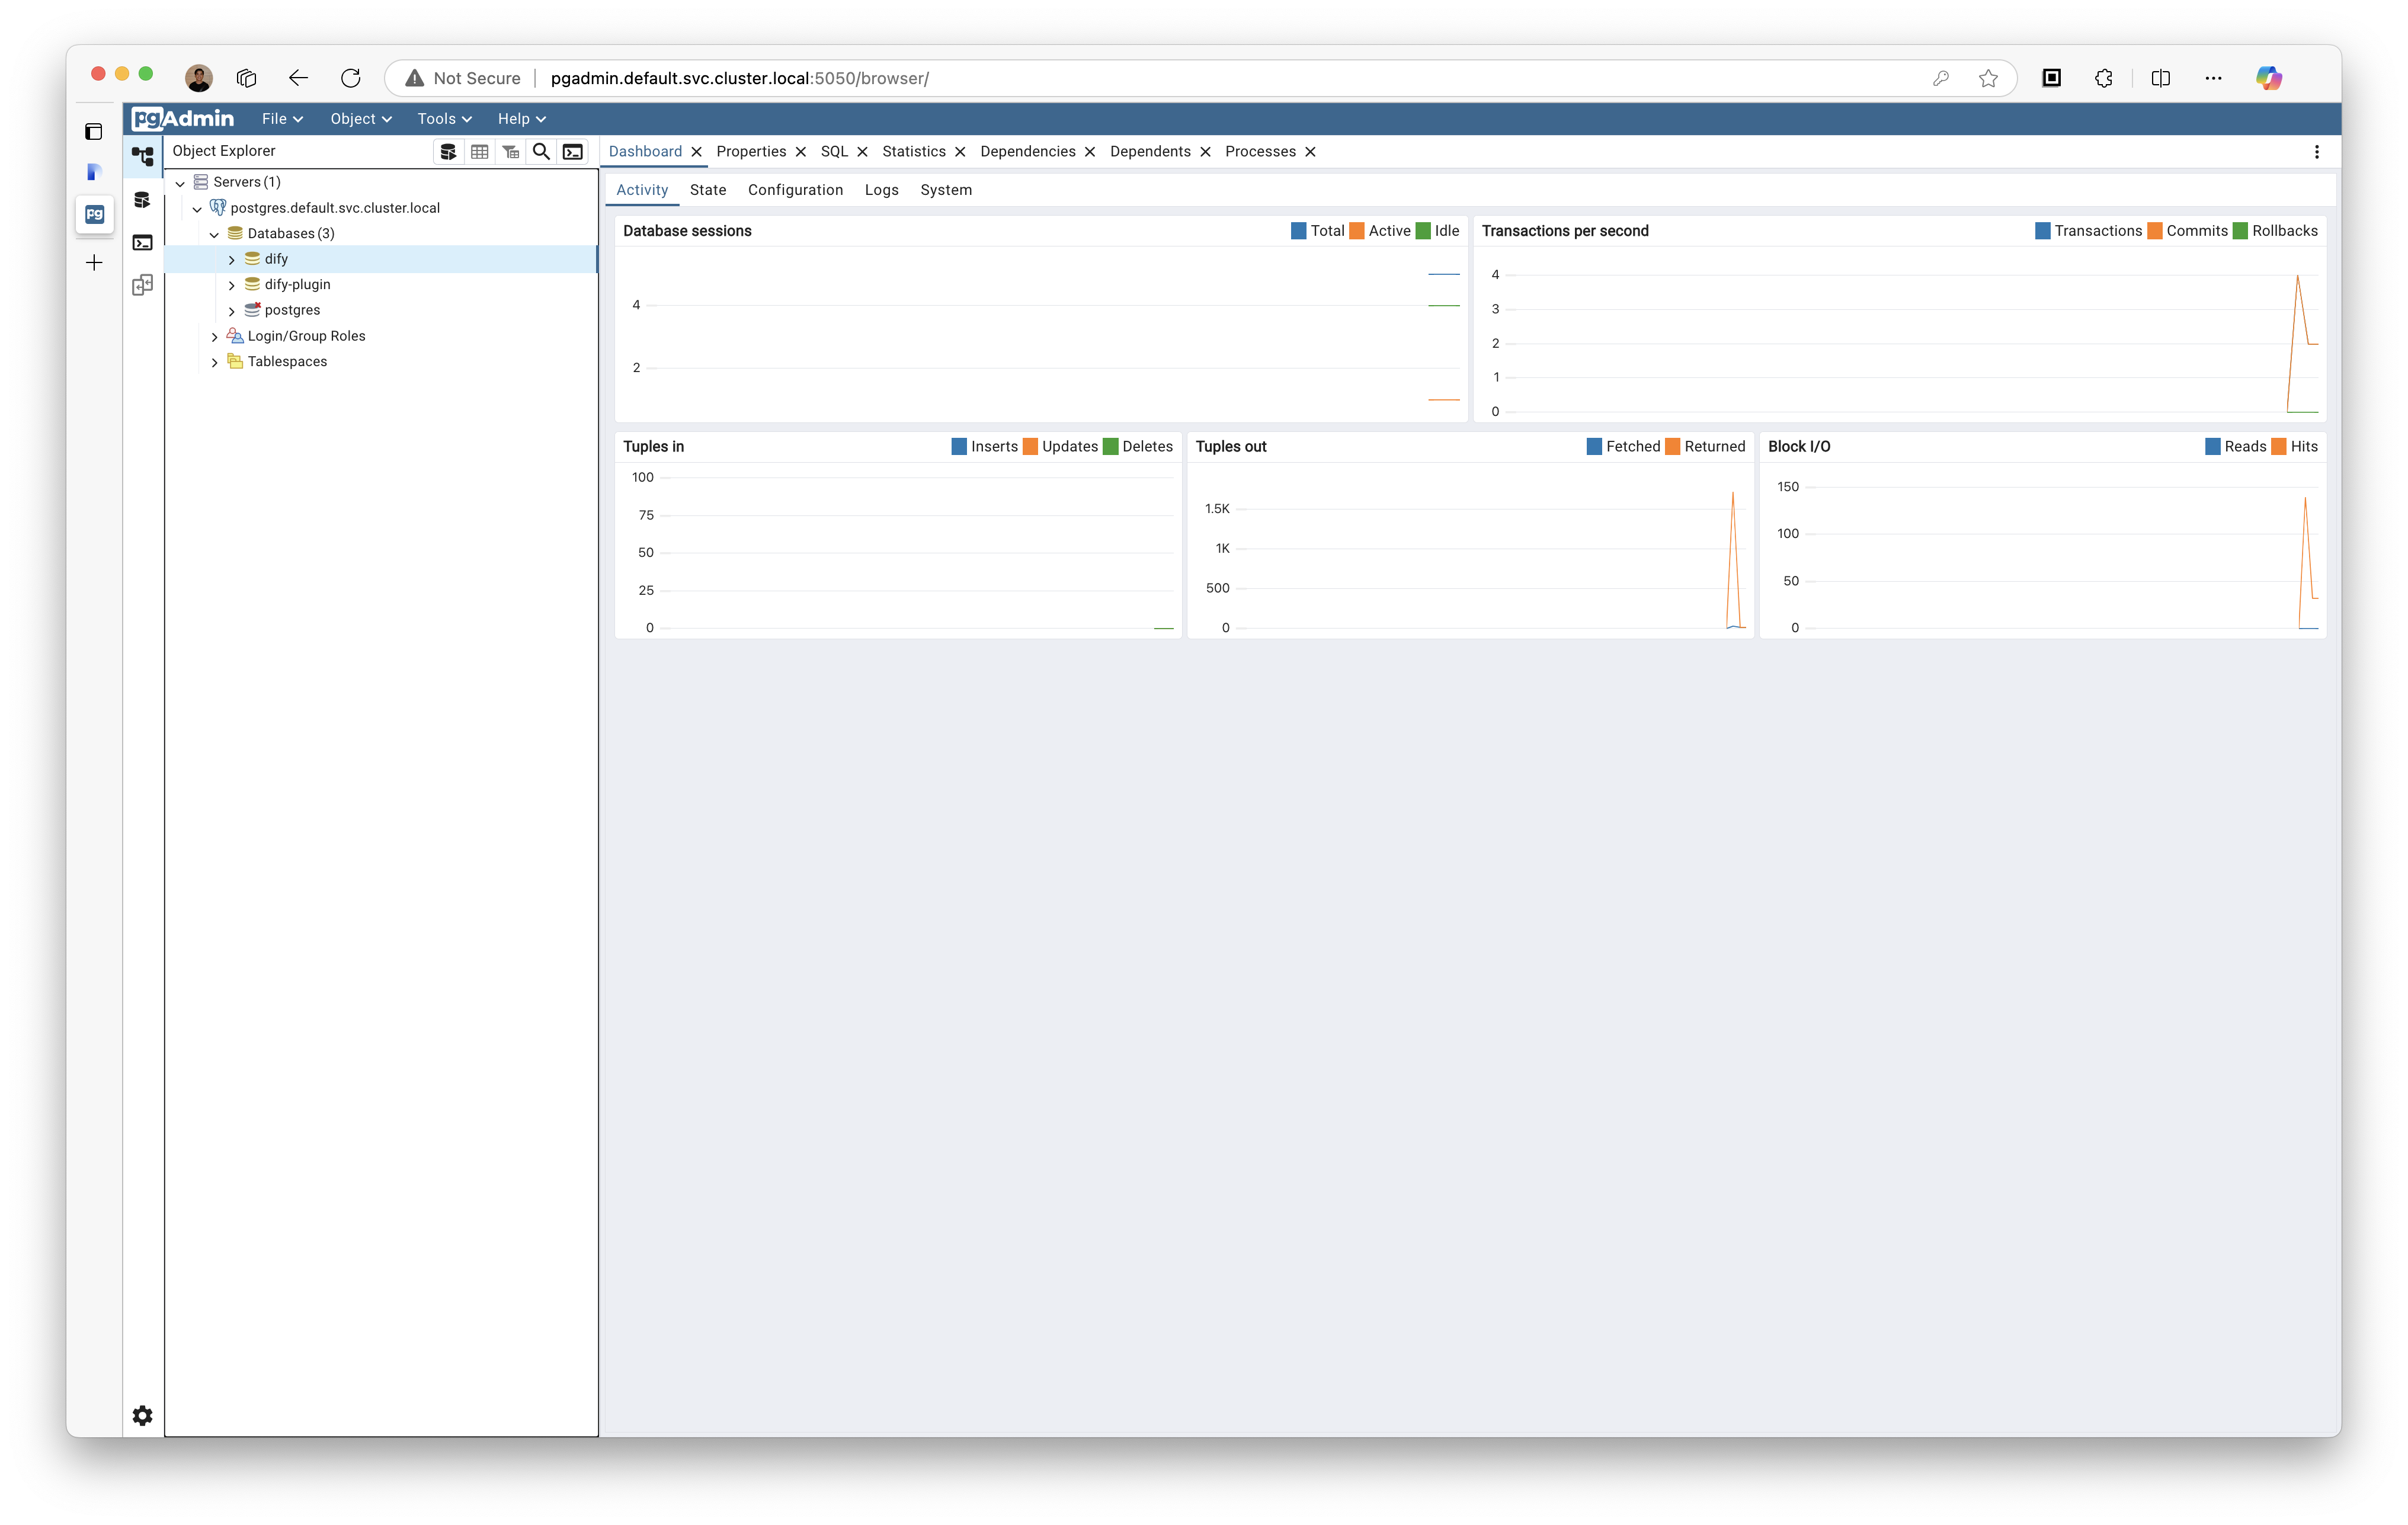 Not Secure pgadmin.default.svc.cluster.local:5050/browser/
pgAdmin File Object Tools Help
Object Explorer
Dashboard Properties SQL Statistics Dependencies Dependents Processes
pg
Servers (1)
postgres.default.svc.cluster.local
Databases (3)
dify
dify-plugin
postgres
Login/Group Roles
Tablespaces
Activity State Configuration Logs System
Database sessions
Total Active Idle
4
2
Transactions per second
Transactions Commits Rollbacks
4
3
2
1
0
Tuples in
Inserts Updates Deletes
100
75
50
25
0
Tuples out
Fetched Returned
1.5K
1K
500
0
Block I/O
Reads Hits
150
100
50
0